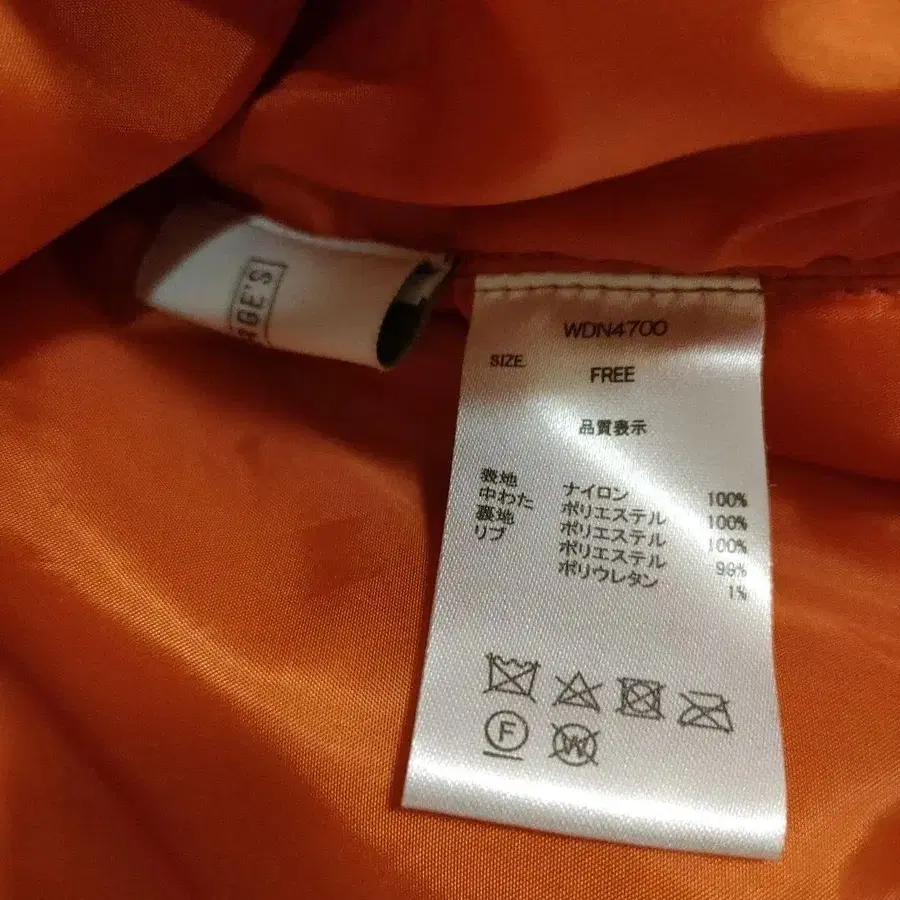 RGE'S
WDN4700
SIZE
FREE
品質表示
表地 ナイロン 100%
中わた ポリエステル 100%
裏地 ポリエステル 100%
リブ ポリエステル 99%
ポリウレタン 1%
F
W